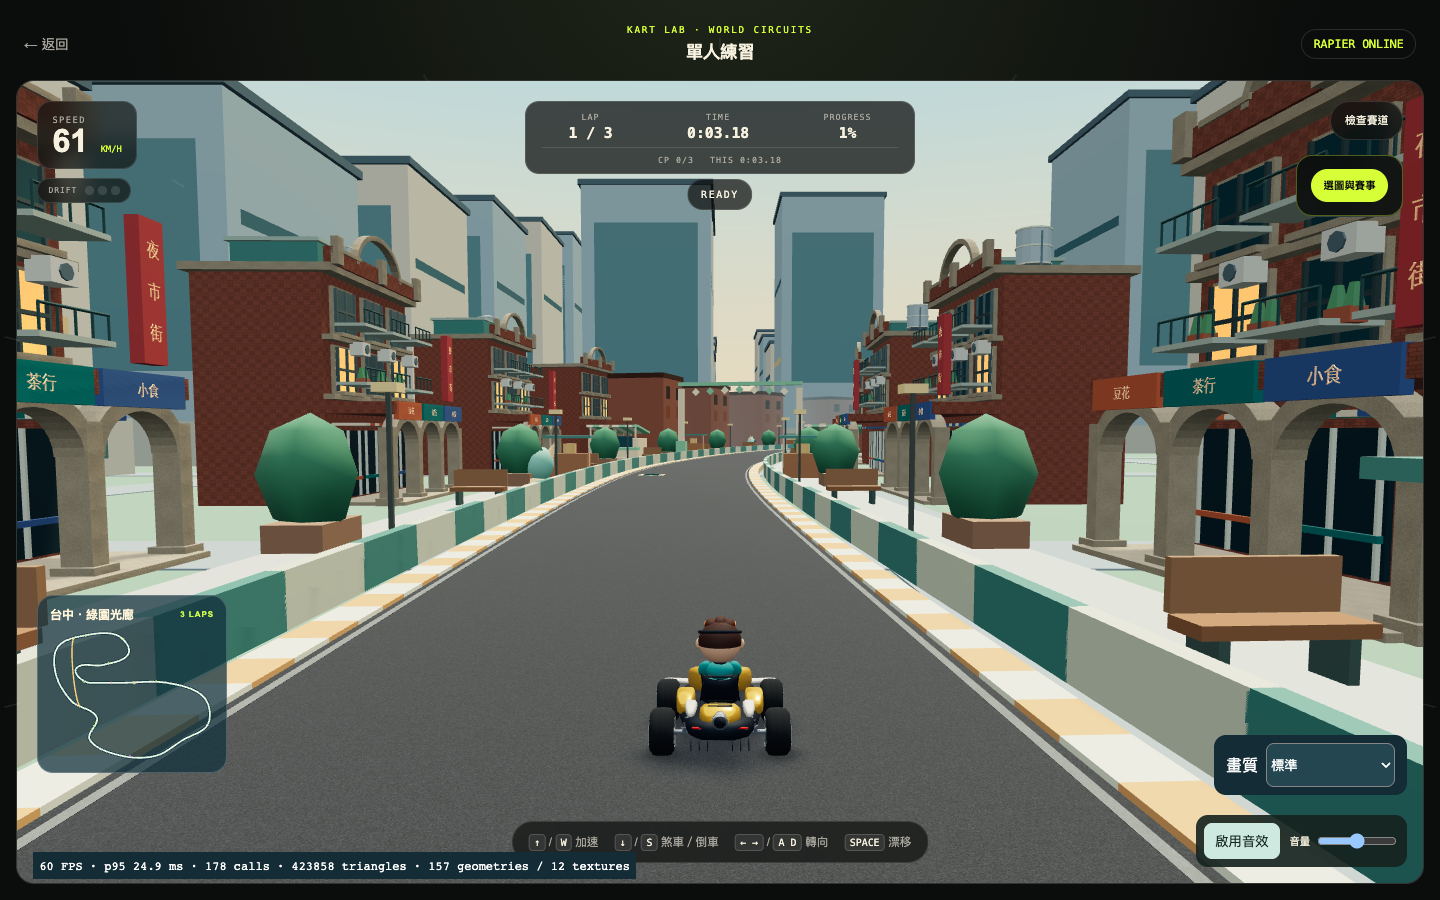 ← 返回
KART LAB · WORLD CIRCUITS
單人練習
RAPIER ONLINE
SPEED
61 KM/H
DRIFT
LAP TIME PROGRESS
1 / 3 0:03.18 1%
CP 0/3 THIS 0:03.18
READY
檢查賽道
選圖與賽事
夜市街
茶行
小食
豆花
茶行
小食
夜市街
台中 · 綠園光廊 3 LAPS
畫質 標準
啟用音效 音量
↑ / W 加速 ↓ / S 煞車 / 倒車 ← → / A D 轉向 SPACE 漂移
60 FPS · p95 24.9 ms · 178 calls · 423858 triangles · 157 geometries / 12 textures